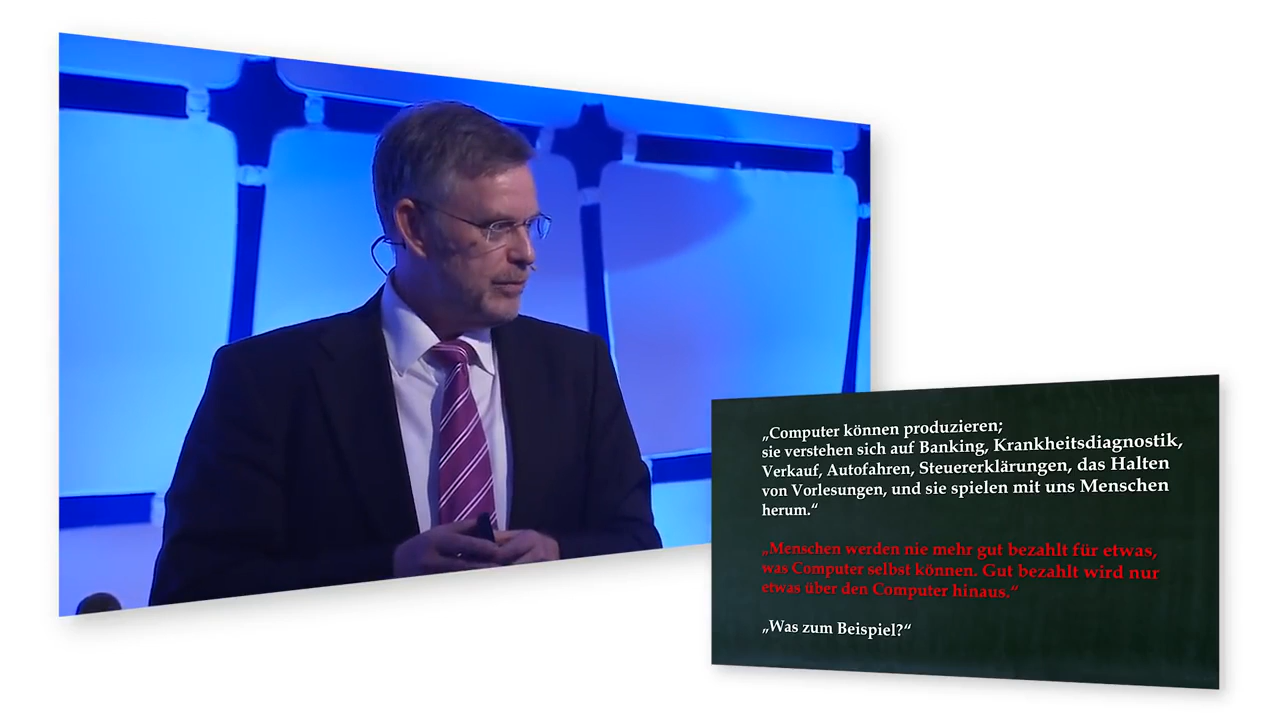 „Computer können produzieren;
sie verstehen sich auf Banking, Krankheitsdiagnostik,
Verkauf, Autofahren, Steuererklärungen, das Halten
von Vorlesungen, und sie spielen mit uns Menschen
herum.“
„Menschen werden nie mehr gut bezahlt für etwas,
was Computer selbst können. Gut bezahlt wird nur
etwas über den Computer hinaus.“
„Was zum Beispiel?“